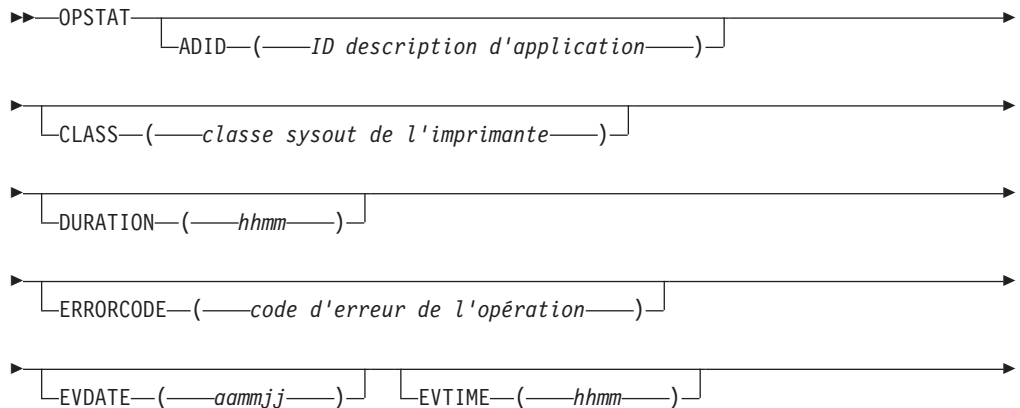 OPSTAT
ADID ( ID description d'application )
CLASS ( classe sysout de l'imprimante )
DURATION ( hhmm )
ERRORCODE ( code d'erreur de l'opération )
EVDATE ( aammjj ) EVTIME ( hhmm )